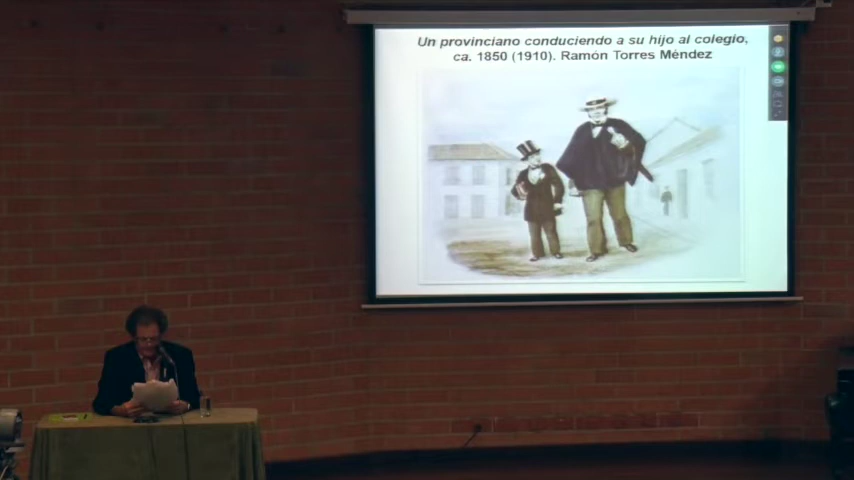 Un provinciano conduciendo a su hijo al colegio,
ca. 1850 (1910). Ramón Torres Méndez